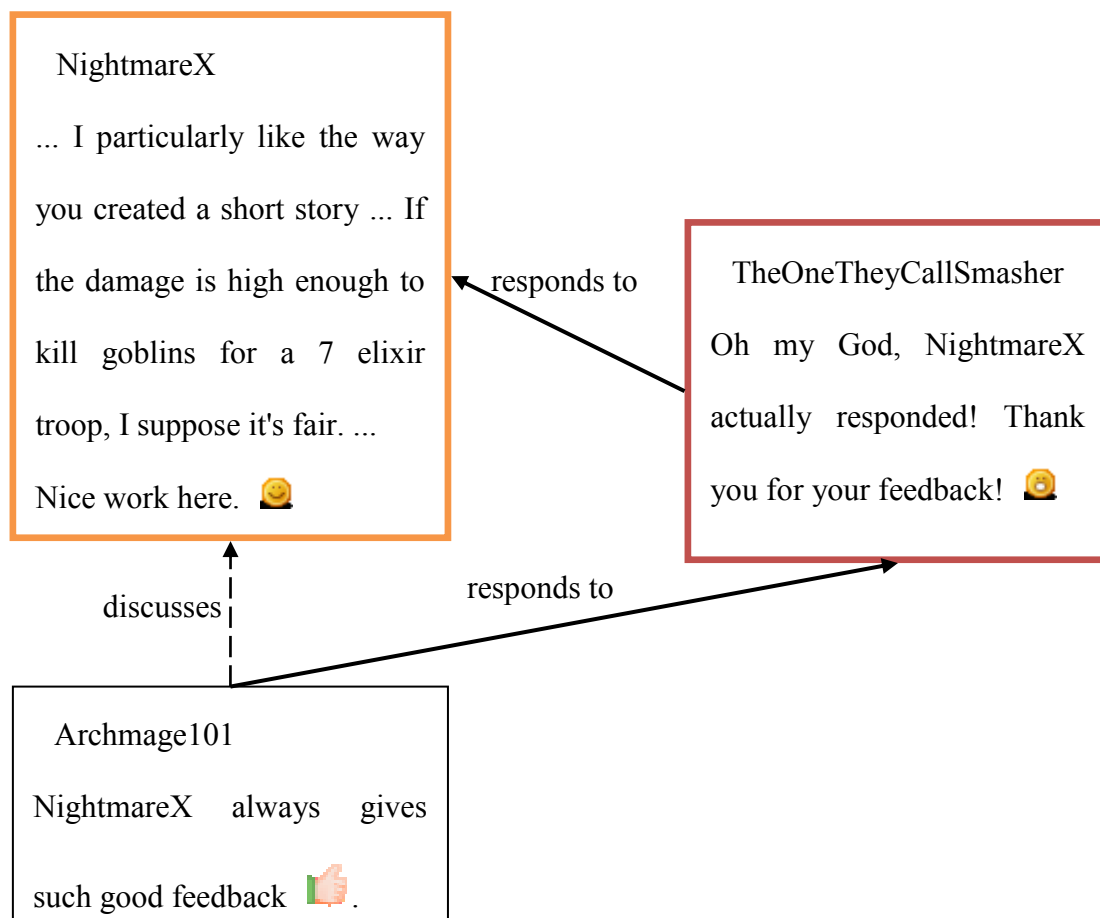 NightmareX
... I particularly like the way
you created a short story ... If
the damage is high enough to
kill goblins for a 7 elixir
troop, I suppose it's fair. ...
Nice work here.
responds to
TheOneTheyCallSmasher
Oh my God, NightmareX
actually responded! Thank
you for your feedback!
discusses
responds to
Archmage101
NightmareX always gives
such good feedback .